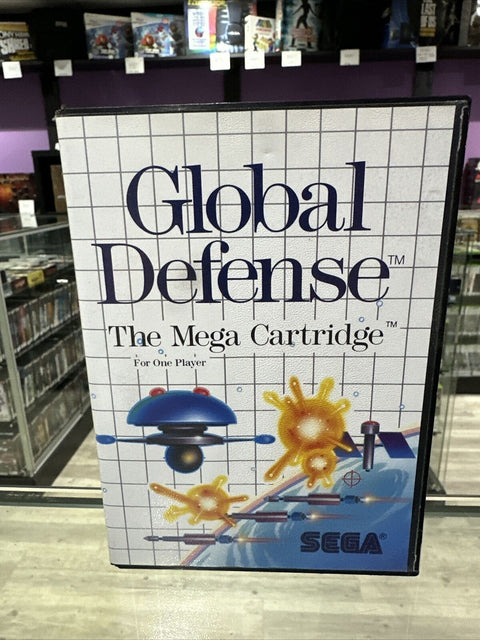 Global
Defense™
The Mega Cartridge™
For One Player
SEGA®